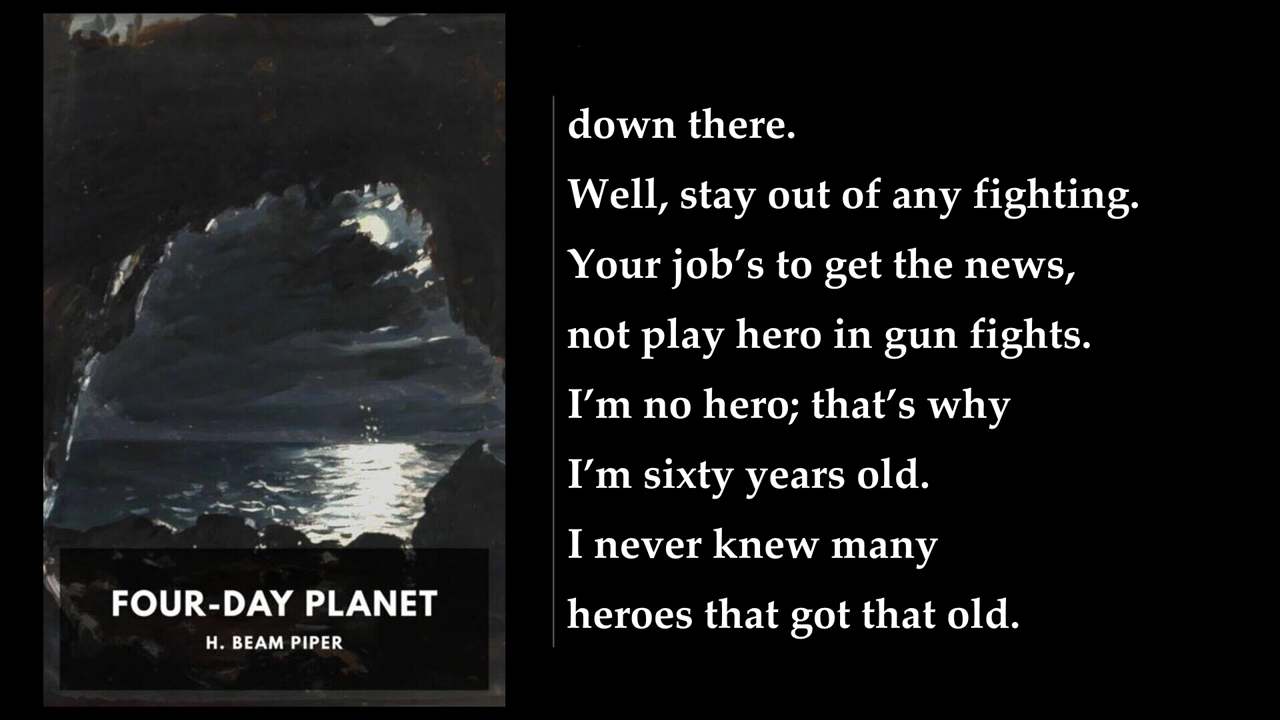 FOUR-DAY PLANET
H. BEAM PIPER
down there.
Well, stay out of any fighting.
Your job’s to get the news,
not play hero in gun fights.
I’m no hero; that’s why
I’m sixty years old.
I never knew many
heroes that got that old.